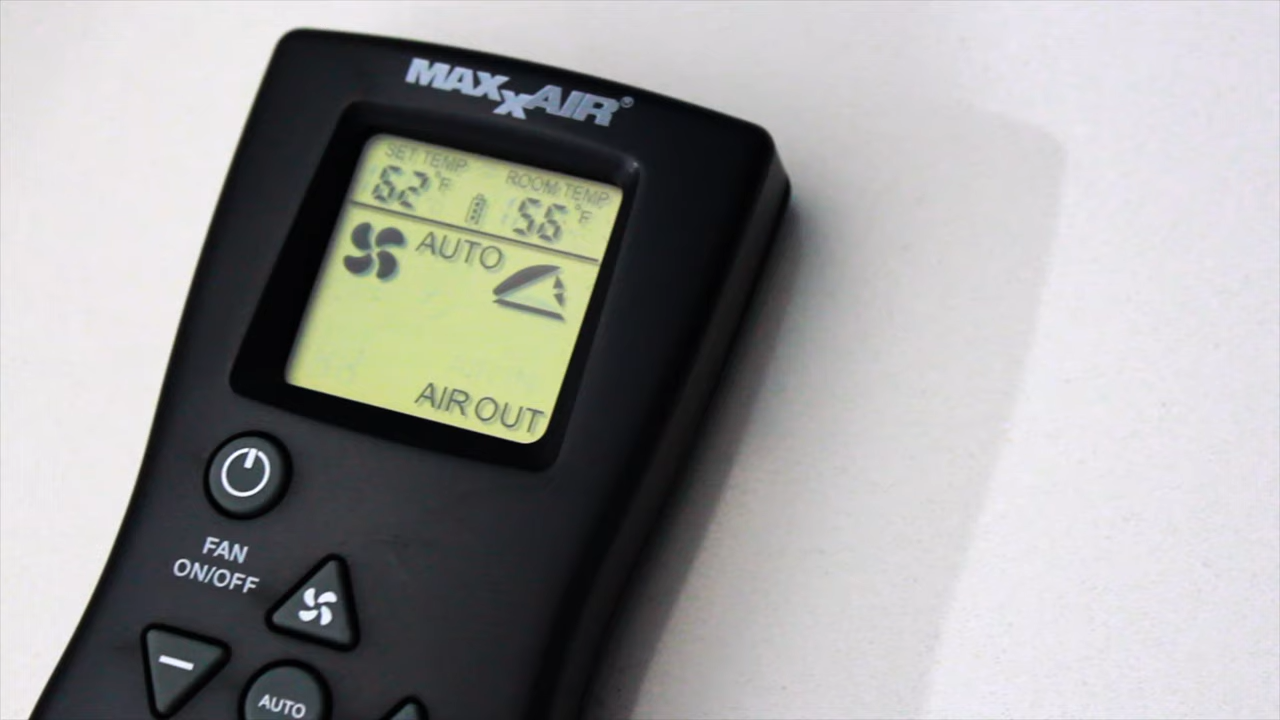 MAXXAIR®
SET TEMP ROOM TEMP
62°F 56°F
AUTO
AIR OUT
FAN
ON/OFF
AUTO